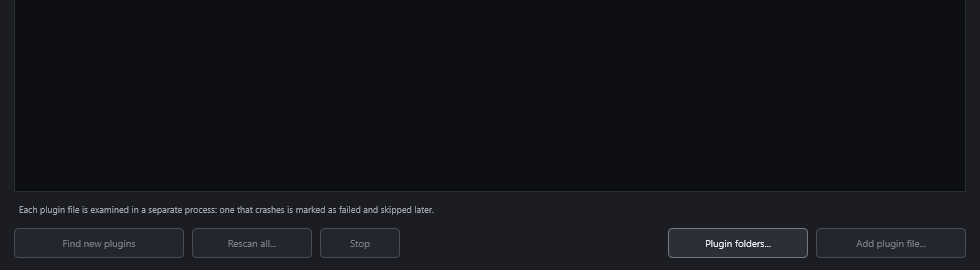 Each plugin file is examined in a separate process: one that crashes is marked as failed and skipped later.
Find new plugins
Rescan all...
Stop
Plugin folders...
Add plugin file...